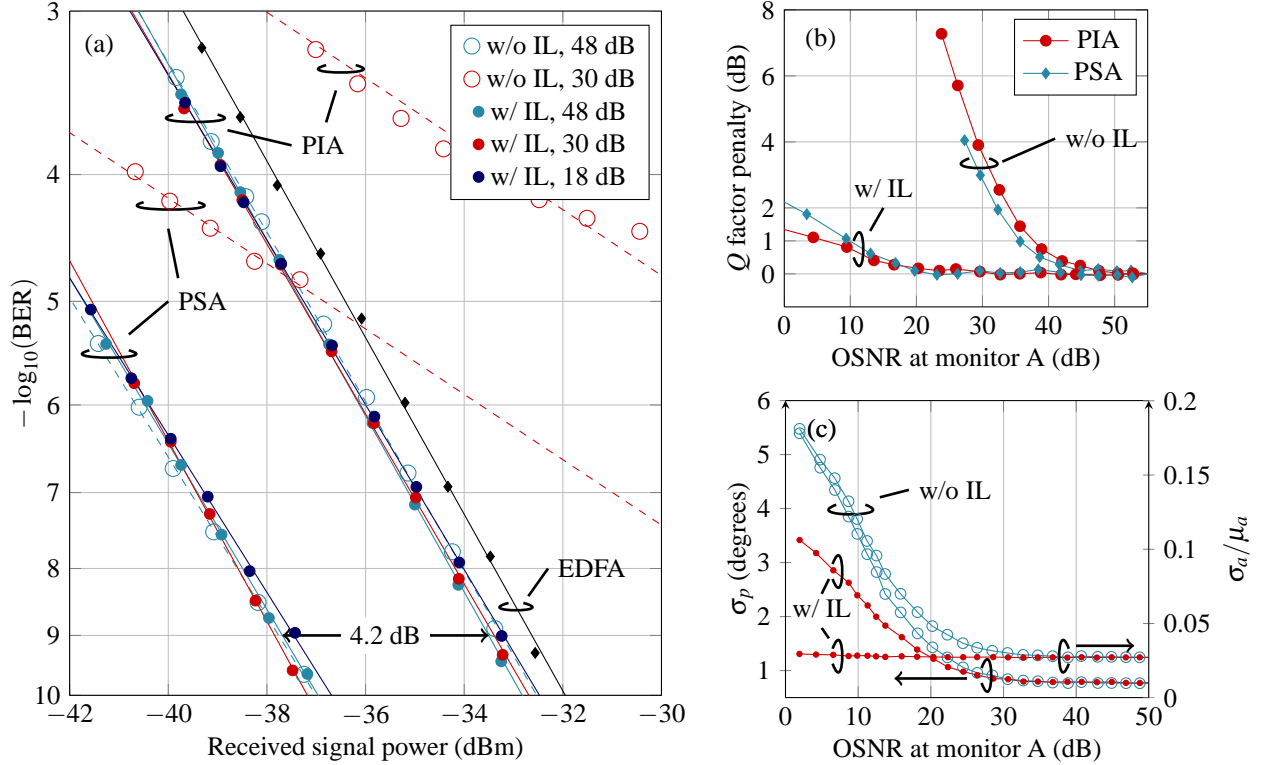 (a)
w/o IL, 48 dB
w/o IL, 30 dB
w/ IL, 48 dB
w/ IL, 30 dB
w/ IL, 18 dB
PIA
PSA
EDFA
4.2 dB
3
4
5
6
7
8
9
10
− log10(BER)
−42
−40
−38
−36
−34
−32
−30
Received signal power (dBm)
(b)
PIA
PSA
w/o IL
w/ IL
8
7
6
5
4
3
2
1
0
Q factor penalty (dB)
0
10
20
30
40
50
OSNR at monitor A (dB)
(c)
w/o IL
w/ IL
6
5
4
3
2
1
σp (degrees)
0.2
0.1
0
σa/μa
0
10
20
30
40
50
OSNR at monitor A (dB)